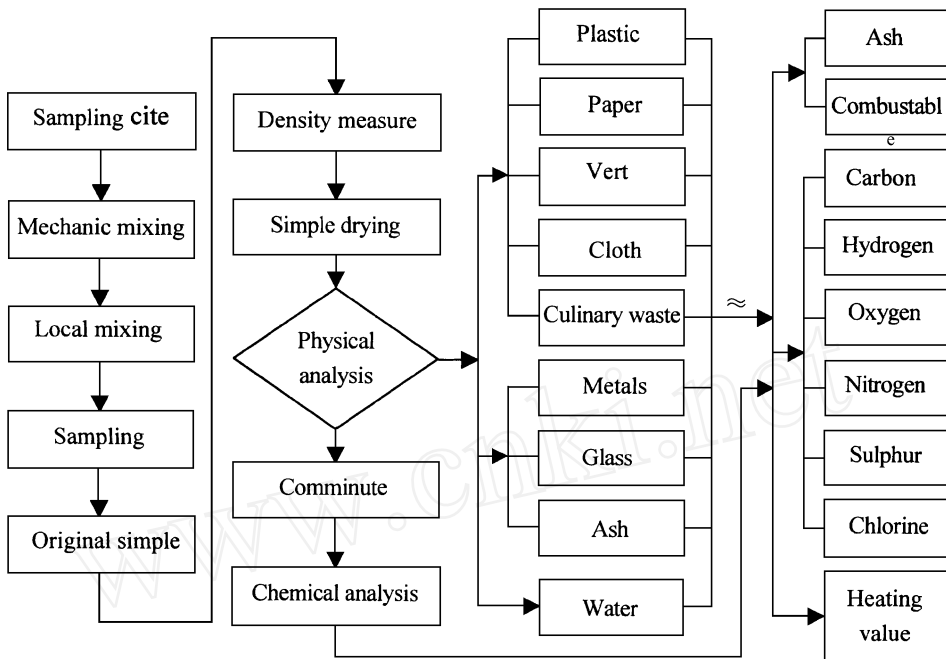 Sampling cite
Mechanic mixing
Local mixing
Sampling
Original simple
Density measure
Simple drying
Physical
analysis
Comminute
Chemical analysis
Plastic
Paper
Vert
Cloth
Culinary waste
Metals
Glass
Ash
Water
≈
Ash
Combustabl
e
Carbon
Hydrogen
Oxygen
Nitrogen
Sulphur
Chlorine
Heating
value
www.cnki.net